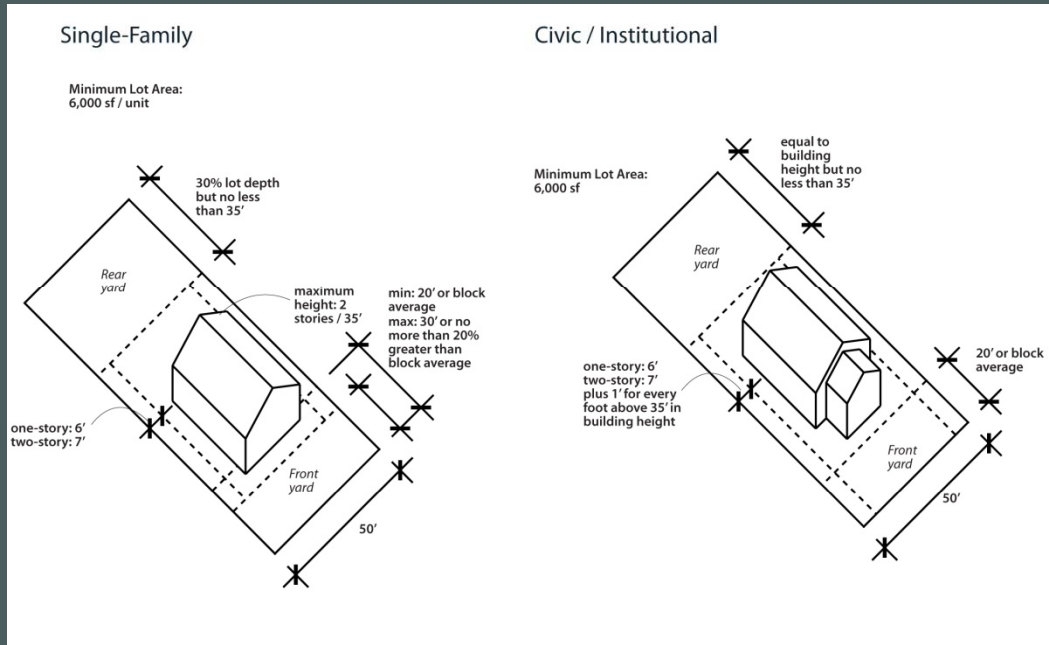 Single-Family
Minimum Lot Area:
6,000 sf / unit
30% lot depth
but no less
than 35′
Rear
yard
maximum
height: 2
stories / 35′
min: 20′ or block
average
max: 30′ or no
more than 20%
greater than
block average
one-story: 6′
two-story: 7′
Front
yard
50′
Civic / Institutional
equal to
building
height but no
less than 35′
Minimum Lot Area:
6,000 sf
Rear
yard
20′ or block
average
one-story: 6′
two-story: 7′
plus 1′ for every
foot above 35′ in
building height
Front
yard
50′